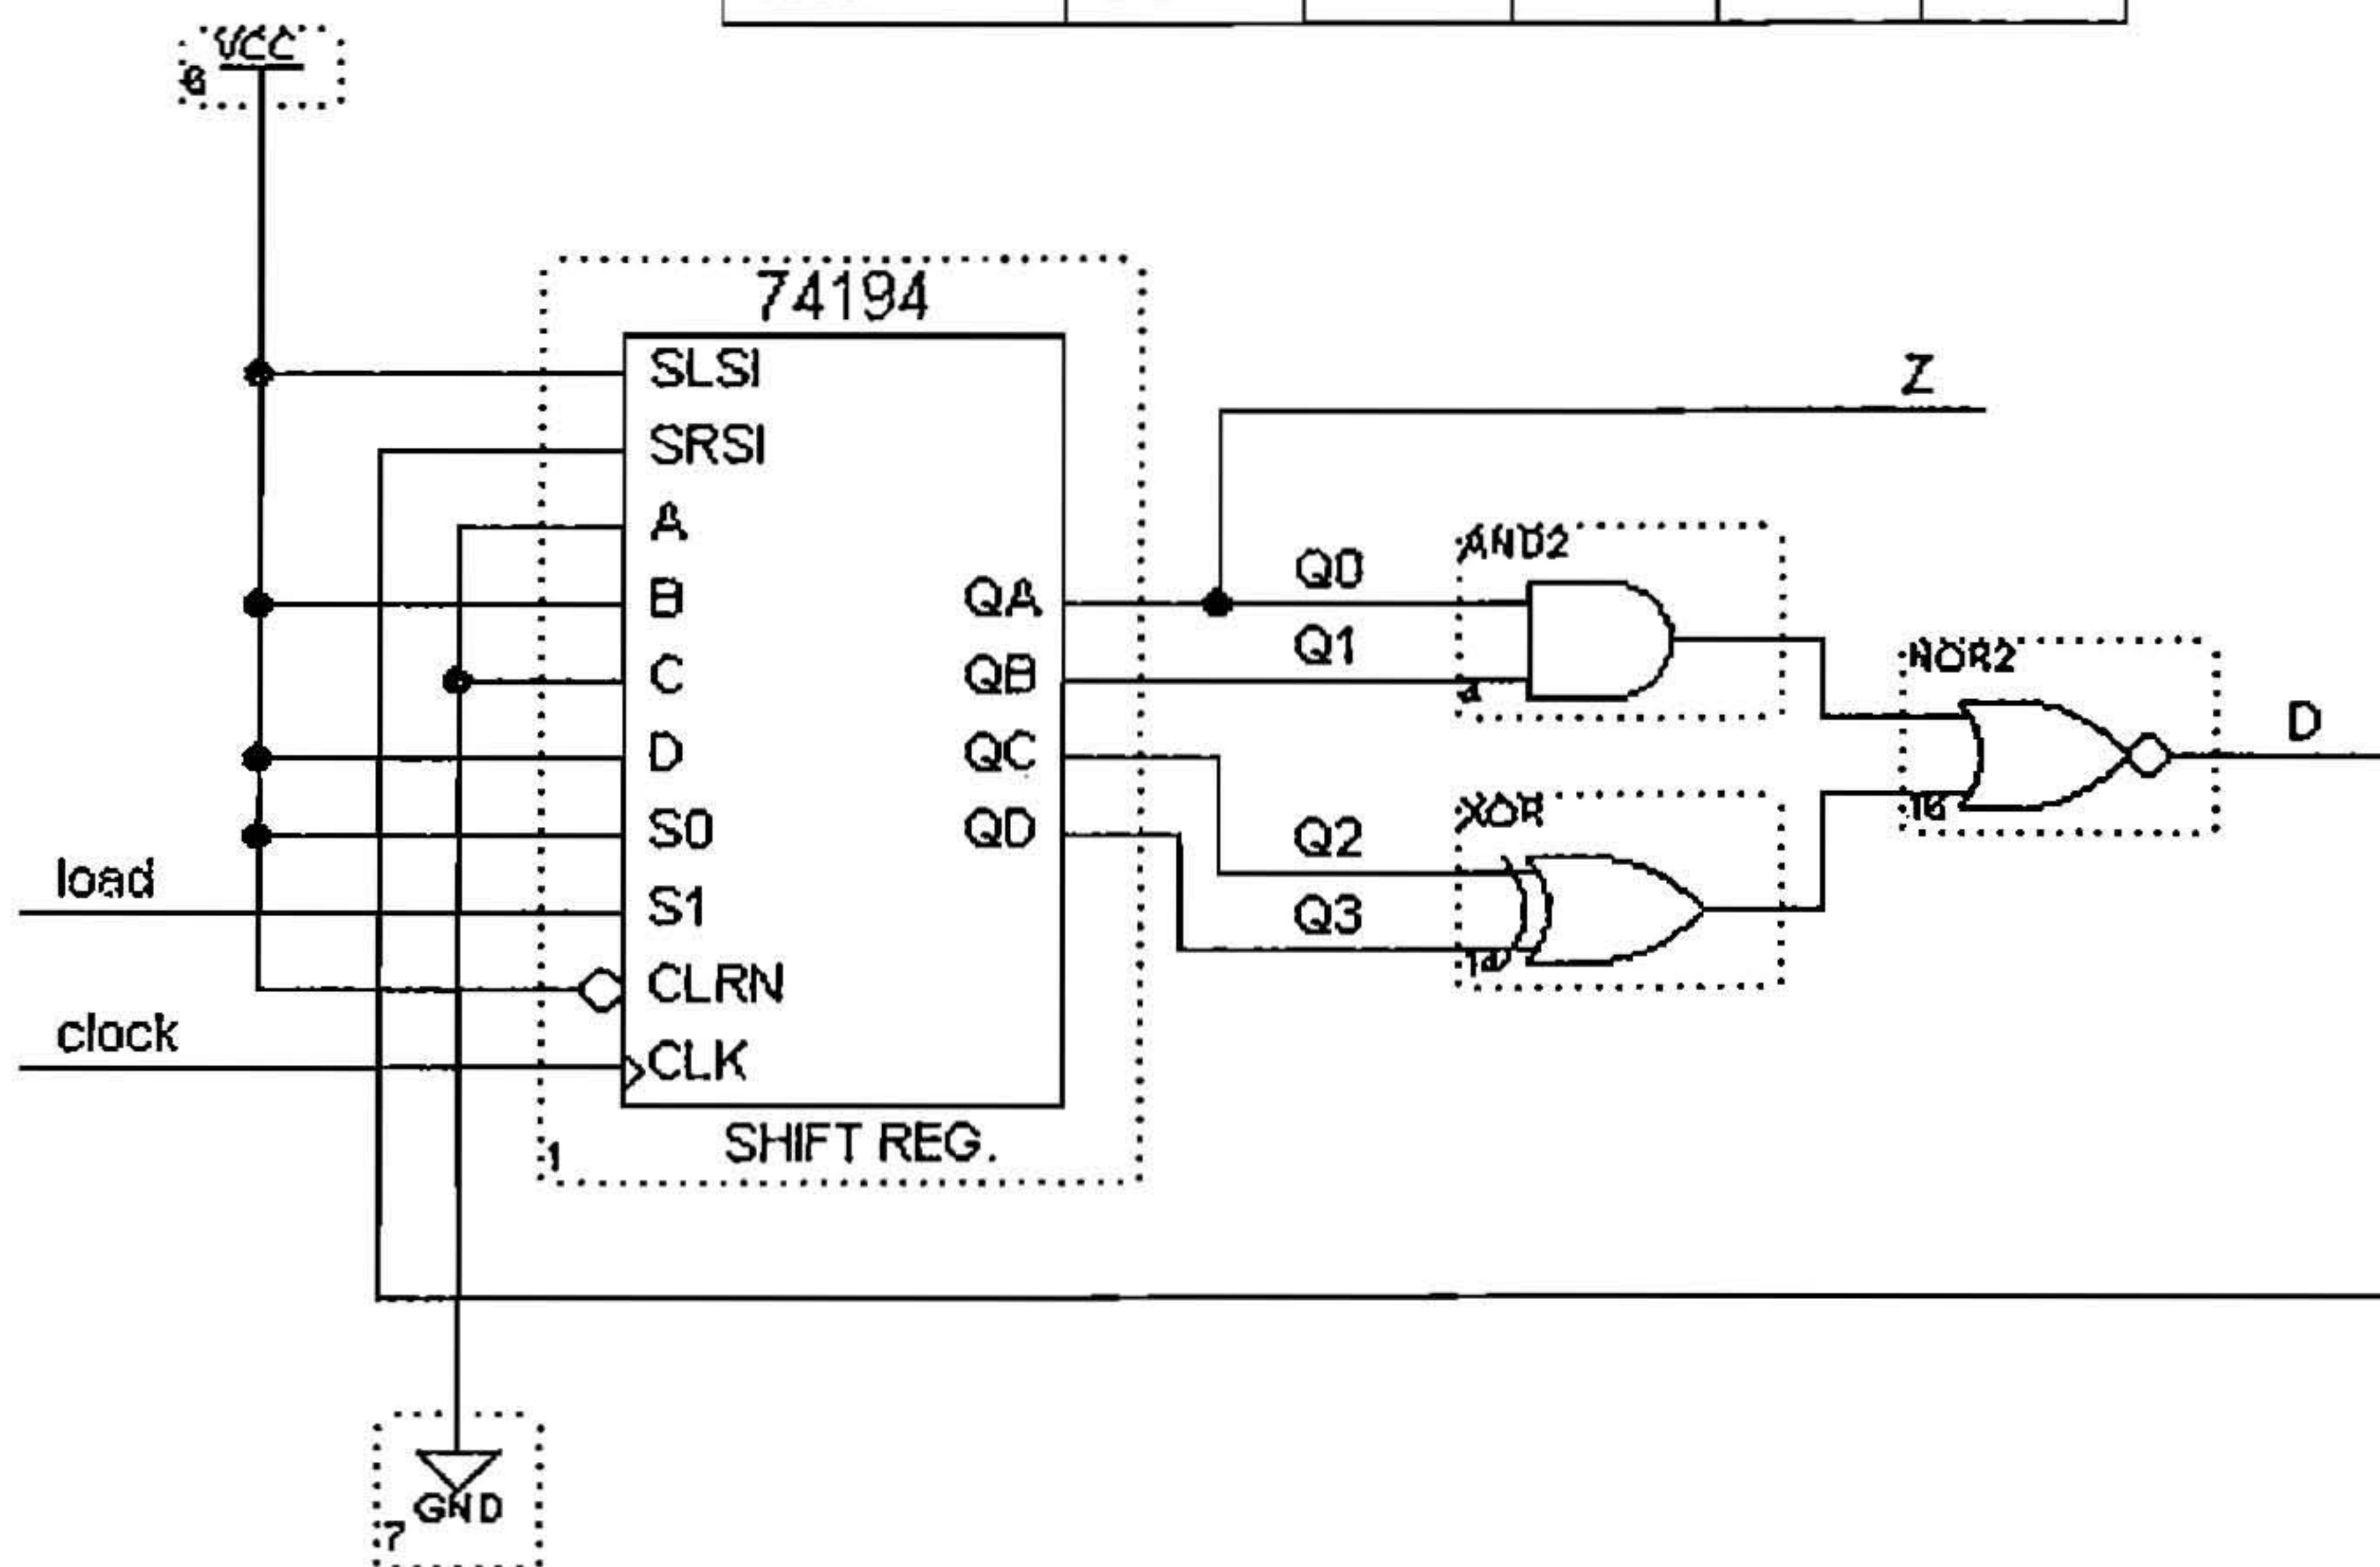 VCC
6
74194
SLSI
SRSI
A
B
C
D
S0
S1
CLRN
CLK
QA
QB
QC
QD
SHIFT REG.
1
load
clock
Z
Q0
Q1
Q2
Q3
AND2
XOR
NOR2
16
D
GND
7